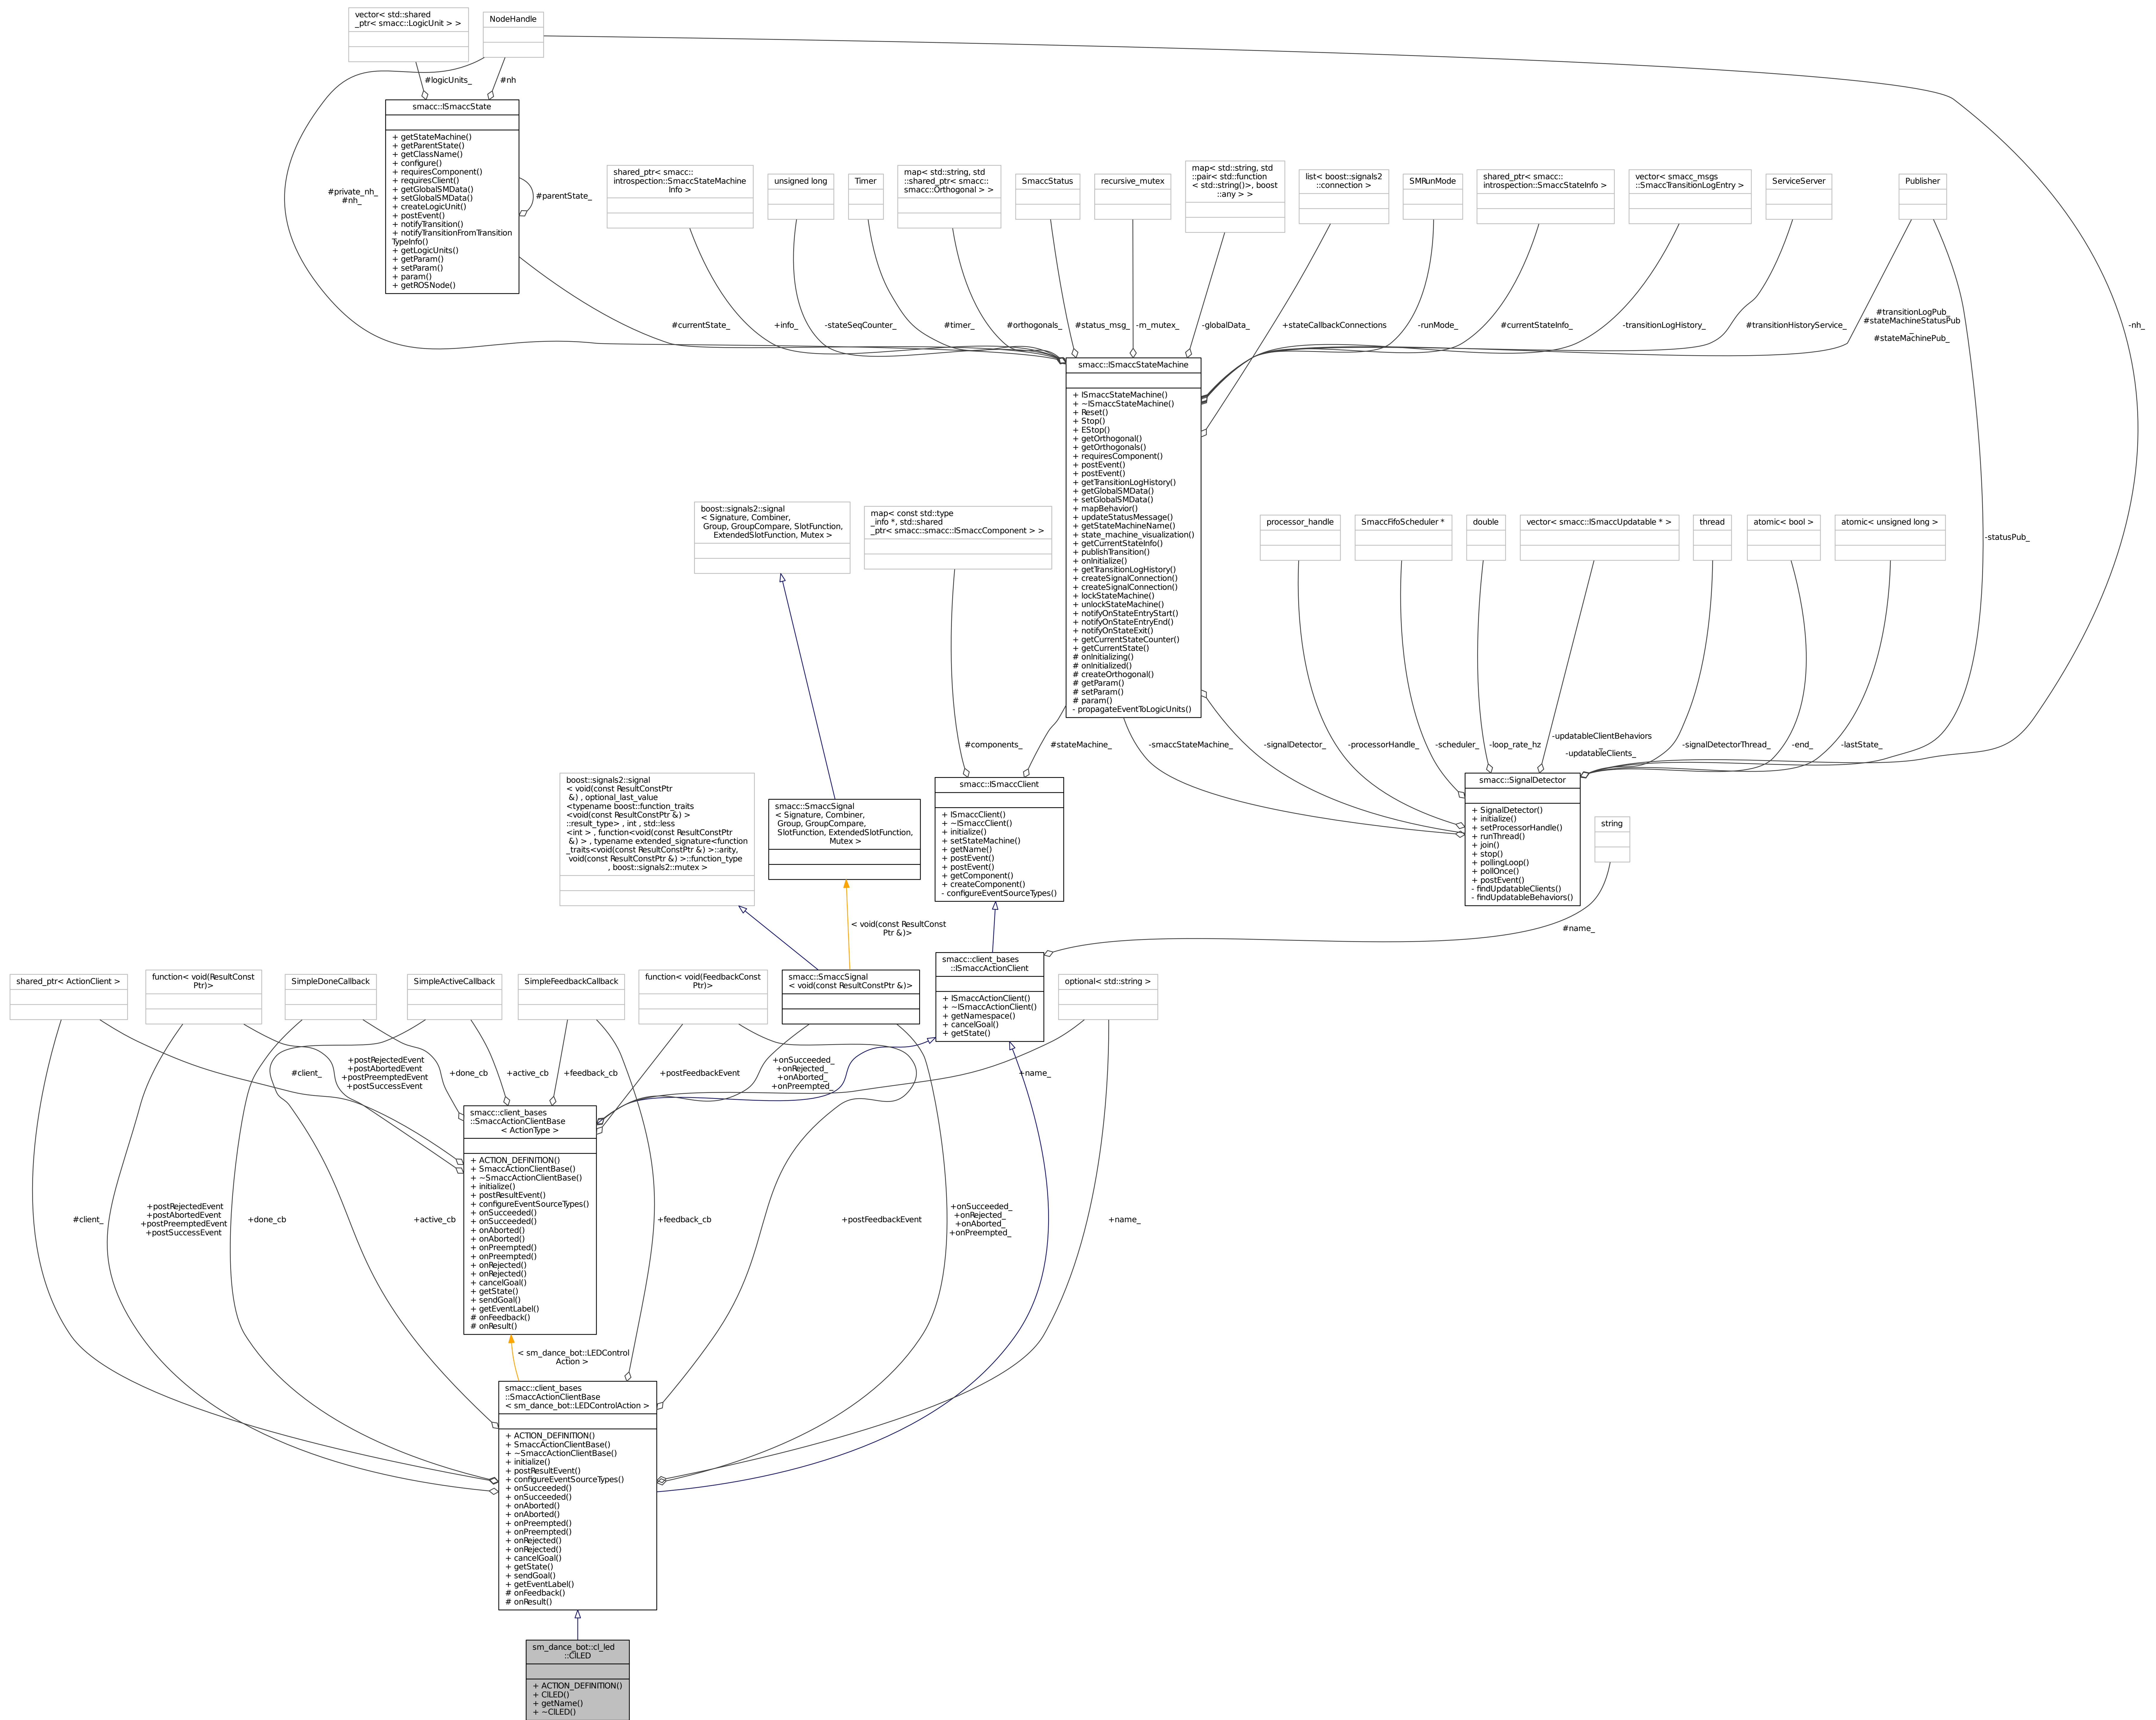 vector< std::shared
_ptr< smacc::LogicUnit > >
NodeHandle
#logicUnits_
#nh
smacc::ISmaccState
+ getStateMachine()
+ getParentState()
+ getClassName()
+ configure()
+ requiresComponent()
+ requiresClient()
+ getGlobalSMData()
+ setGlobalSMData()
+ createLogicUnit()
+ postEvent()
+ notifyTransition()
+ notifyTransitionFromTransition
TypeInfo()
+ getLogicUnits()
+ getParam()
+ setParam()
+ param()
+ getROSNode()
#private_nh_
#nh_
#parentState_
shared_ptr< smacc::
introspection::SmaccStateMachine
Info >
unsigned long
Timer
map< std::string, std
::shared_ptr< smacc::
smacc::Orthogonal > >
SmaccStatus
recursive_mutex
map< std::string, std
::pair< std::function
< std::string()>, boost
::any > >
list< boost::signals2
::connection >
SMRunMode
shared_ptr< smacc::
introspection::SmaccStateInfo >
vector< smacc_msgs
::SmaccTransitionLogEntry >
ServiceServer
Publisher
#currentState_
+info_
-stateSeqCounter_
#timer_
#orthogonals_
#status_msg_
-m_mutex_
-globalData_
+stateCallbackConnections
-runMode_
#currentStateInfo_
-transitionLogHistory_
#transitionHistoryService_
#transitionLogPub_
#stateMachineStatusPub
_
#stateMachinePub_
-nh_
smacc::ISmaccStateMachine
+ ISmaccStateMachine()
+ ~ISmaccStateMachine()
+ Reset()
+ Stop()
+ EStop()
+ getOrthogonal()
+ getOrthogonals()
+ requiresComponent()
+ postEvent()
+ postEvent()
+ getTransitionLogHistory()
+ getGlobalSMData()
+ setGlobalSMData()
+ mapBehavior()
+ updateStatusMessage()
+ getStateMachineName()
+ state_machine_visualization()
+ getCurrentStateInfo()
+ publishTransition()
+ onInitialize()
+ getTransitionLogHistory()
+ createSignalConnection()
+ createSignalConnection()
+ lockStateMachine()
+ unlockStateMachine()
+ notifyOnStateEntryStart()
+ notifyOnStateEntryEnd()
+ notifyOnStateExit()
+ getCurrentStateCounter()
+ getCurrentState()
# onInitializing()
# onInitialized()
# createOrthogonal()
# getParam()
# setParam()
# param()
- propagateEventToLogicUnits()
boost::signals2::signal
< Signature, Combiner,
Group, GroupCompare, SlotFunction,
ExtendedSlotFunction, Mutex >
map< const std::type
_info *, std::shared
_ptr< smacc::smacc::ISmaccComponent > >
processor_handle
SmaccFifoScheduler *
double
vector< smacc::ISmaccUpdatable * >
thread
atomic< bool >
atomic< unsigned long >
-statusPub_
#components_
#stateMachine_
-smaccStateMachine_
-signalDetector_
-processorHandle_
-scheduler_
-loop_rate_hz
-updatableClientBehaviors
_
-updatableClients_
-signalDetectorThread_
-end_
-lastState_
boost::signals2::signal
< void(const ResultConstPtr
&) , optional_last_value
<typename boost::function_traits
<void(const ResultConstPtr &) >
::result_type> , int , std::less
<int > , function<void(const ResultConstPtr
&) > , typename extended_signature<function
_traits<void(const ResultConstPtr &) >::arity,
void(const ResultConstPtr &) >::function_type
, boost::signals2::mutex >
smacc::SmaccSignal
< Signature, Combiner,
Group, GroupCompare,
SlotFunction, ExtendedSlotFunction,
Mutex >
smacc::ISmaccClient
+ ISmaccClient()
+ ~ISmaccClient()
+ initialize()
+ setStateMachine()
+ getName()
+ postEvent()
+ postEvent()
+ getComponent()
+ createComponent()
- configureEventSourceTypes()
smacc::SignalDetector
+ SignalDetector()
+ initialize()
+ setProcessorHandle()
+ runThread()
+ join()
+ stop()
+ pollingLoop()
+ pollOnce()
+ postEvent()
- findUpdatableClients()
- findUpdatableBehaviors()
string
< void(const ResultConst
Ptr &)>
#name_
shared_ptr< ActionClient >
function< void(ResultConst
Ptr)>
SimpleDoneCallback
SimpleActiveCallback
SimpleFeedbackCallback
function< void(FeedbackConst
Ptr)>
smacc::SmaccSignal
< void(const ResultConstPtr &)>
smacc::client_bases
::ISmaccActionClient
+ ISmaccActionClient()
+ ~ISmaccActionClient()
+ getNamespace()
+ cancelGoal()
+ getState()
optional< std::string >
#client_
+postRejectedEvent
+postAbortedEvent
+postPreemptedEvent
+postSuccessEvent
+done_cb
+active_cb
+feedback_cb
+postFeedbackEvent
+onSucceeded_
+onRejected_
+onAborted_
+onPreempted_
+name_
smacc::client_bases
::SmaccActionClientBase
< ActionType >
+ ACTION_DEFINITION()
+ SmaccActionClientBase()
+ ~SmaccActionClientBase()
+ initialize()
+ postResultEvent()
+ configureEventSourceTypes()
+ onSucceeded()
+ onSucceeded()
+ onAborted()
+ onAborted()
+ onPreempted()
+ onPreempted()
+ onRejected()
+ onRejected()
+ cancelGoal()
+ getState()
+ sendGoal()
+ getEventLabel()
# onFeedback()
# onResult()
#client_
+postRejectedEvent
+postAbortedEvent
+postPreemptedEvent
+postSuccessEvent
+done_cb
+active_cb
+feedback_cb
+postFeedbackEvent
+onSucceeded_
+onRejected_
+onAborted_
+onPreempted_
+name_
< sm_dance_bot::LEDControl
Action >
smacc::client_bases
::SmaccActionClientBase
< sm_dance_bot::LEDControlAction >
+ ACTION_DEFINITION()
+ SmaccActionClientBase()
+ ~SmaccActionClientBase()
+ initialize()
+ postResultEvent()
+ configureEventSourceTypes()
+ onSucceeded()
+ onSucceeded()
+ onAborted()
+ onAborted()
+ onPreempted()
+ onPreempted()
+ onRejected()
+ onRejected()
+ cancelGoal()
+ getState()
+ sendGoal()
+ getEventLabel()
# onFeedback()
# onResult()
sm_dance_bot::cl_led
::ClLED
+ ACTION_DEFINITION()
+ ClLED()
+ getName()
+ ~ClLED()